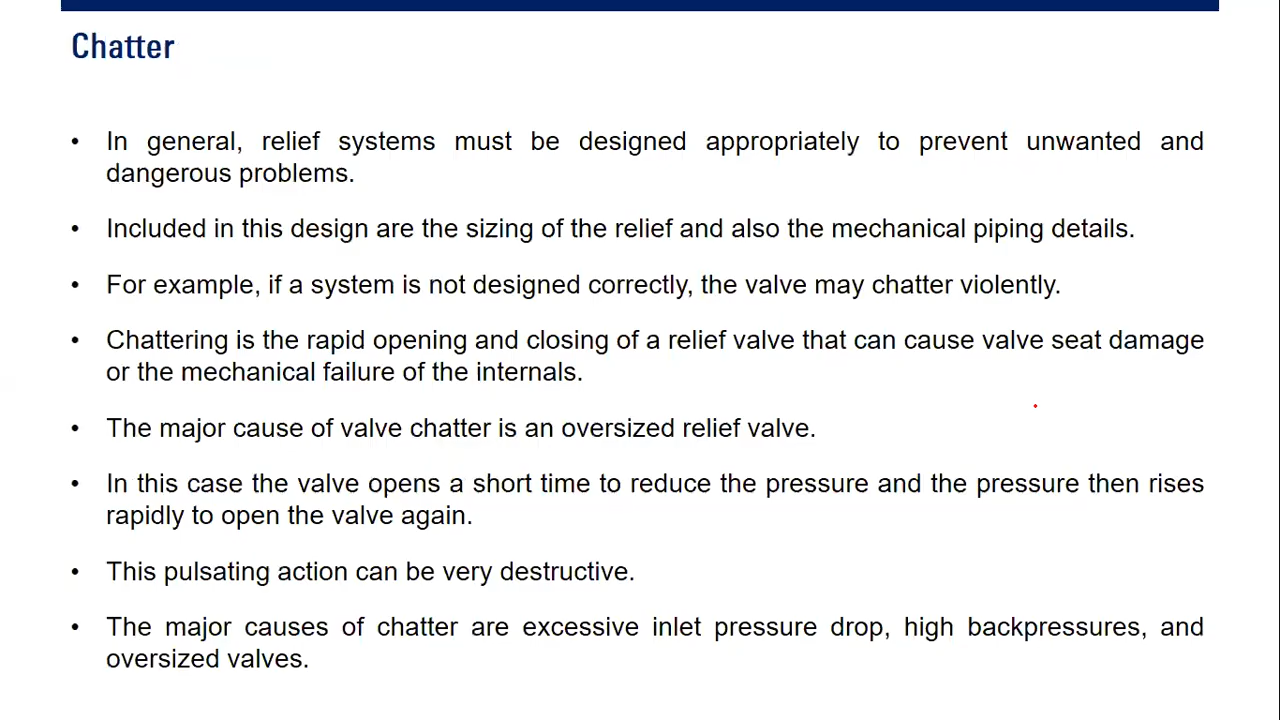 Chatter
• In general, relief systems must be designed appropriately to prevent unwanted and
dangerous problems.
• Included in this design are the sizing of the relief and also the mechanical piping details.
• For example, if a system is not designed correctly, the valve may chatter violently.
• Chattering is the rapid opening and closing of a relief valve that can cause valve seat damage
or the mechanical failure of the internals.
• The major cause of valve chatter is an oversized relief valve.
• In this case the valve opens a short time to reduce the pressure and the pressure then rises
rapidly to open the valve again.
• This pulsating action can be very destructive.
• The major causes of chatter are excessive inlet pressure drop, high backpressures, and
oversized valves.